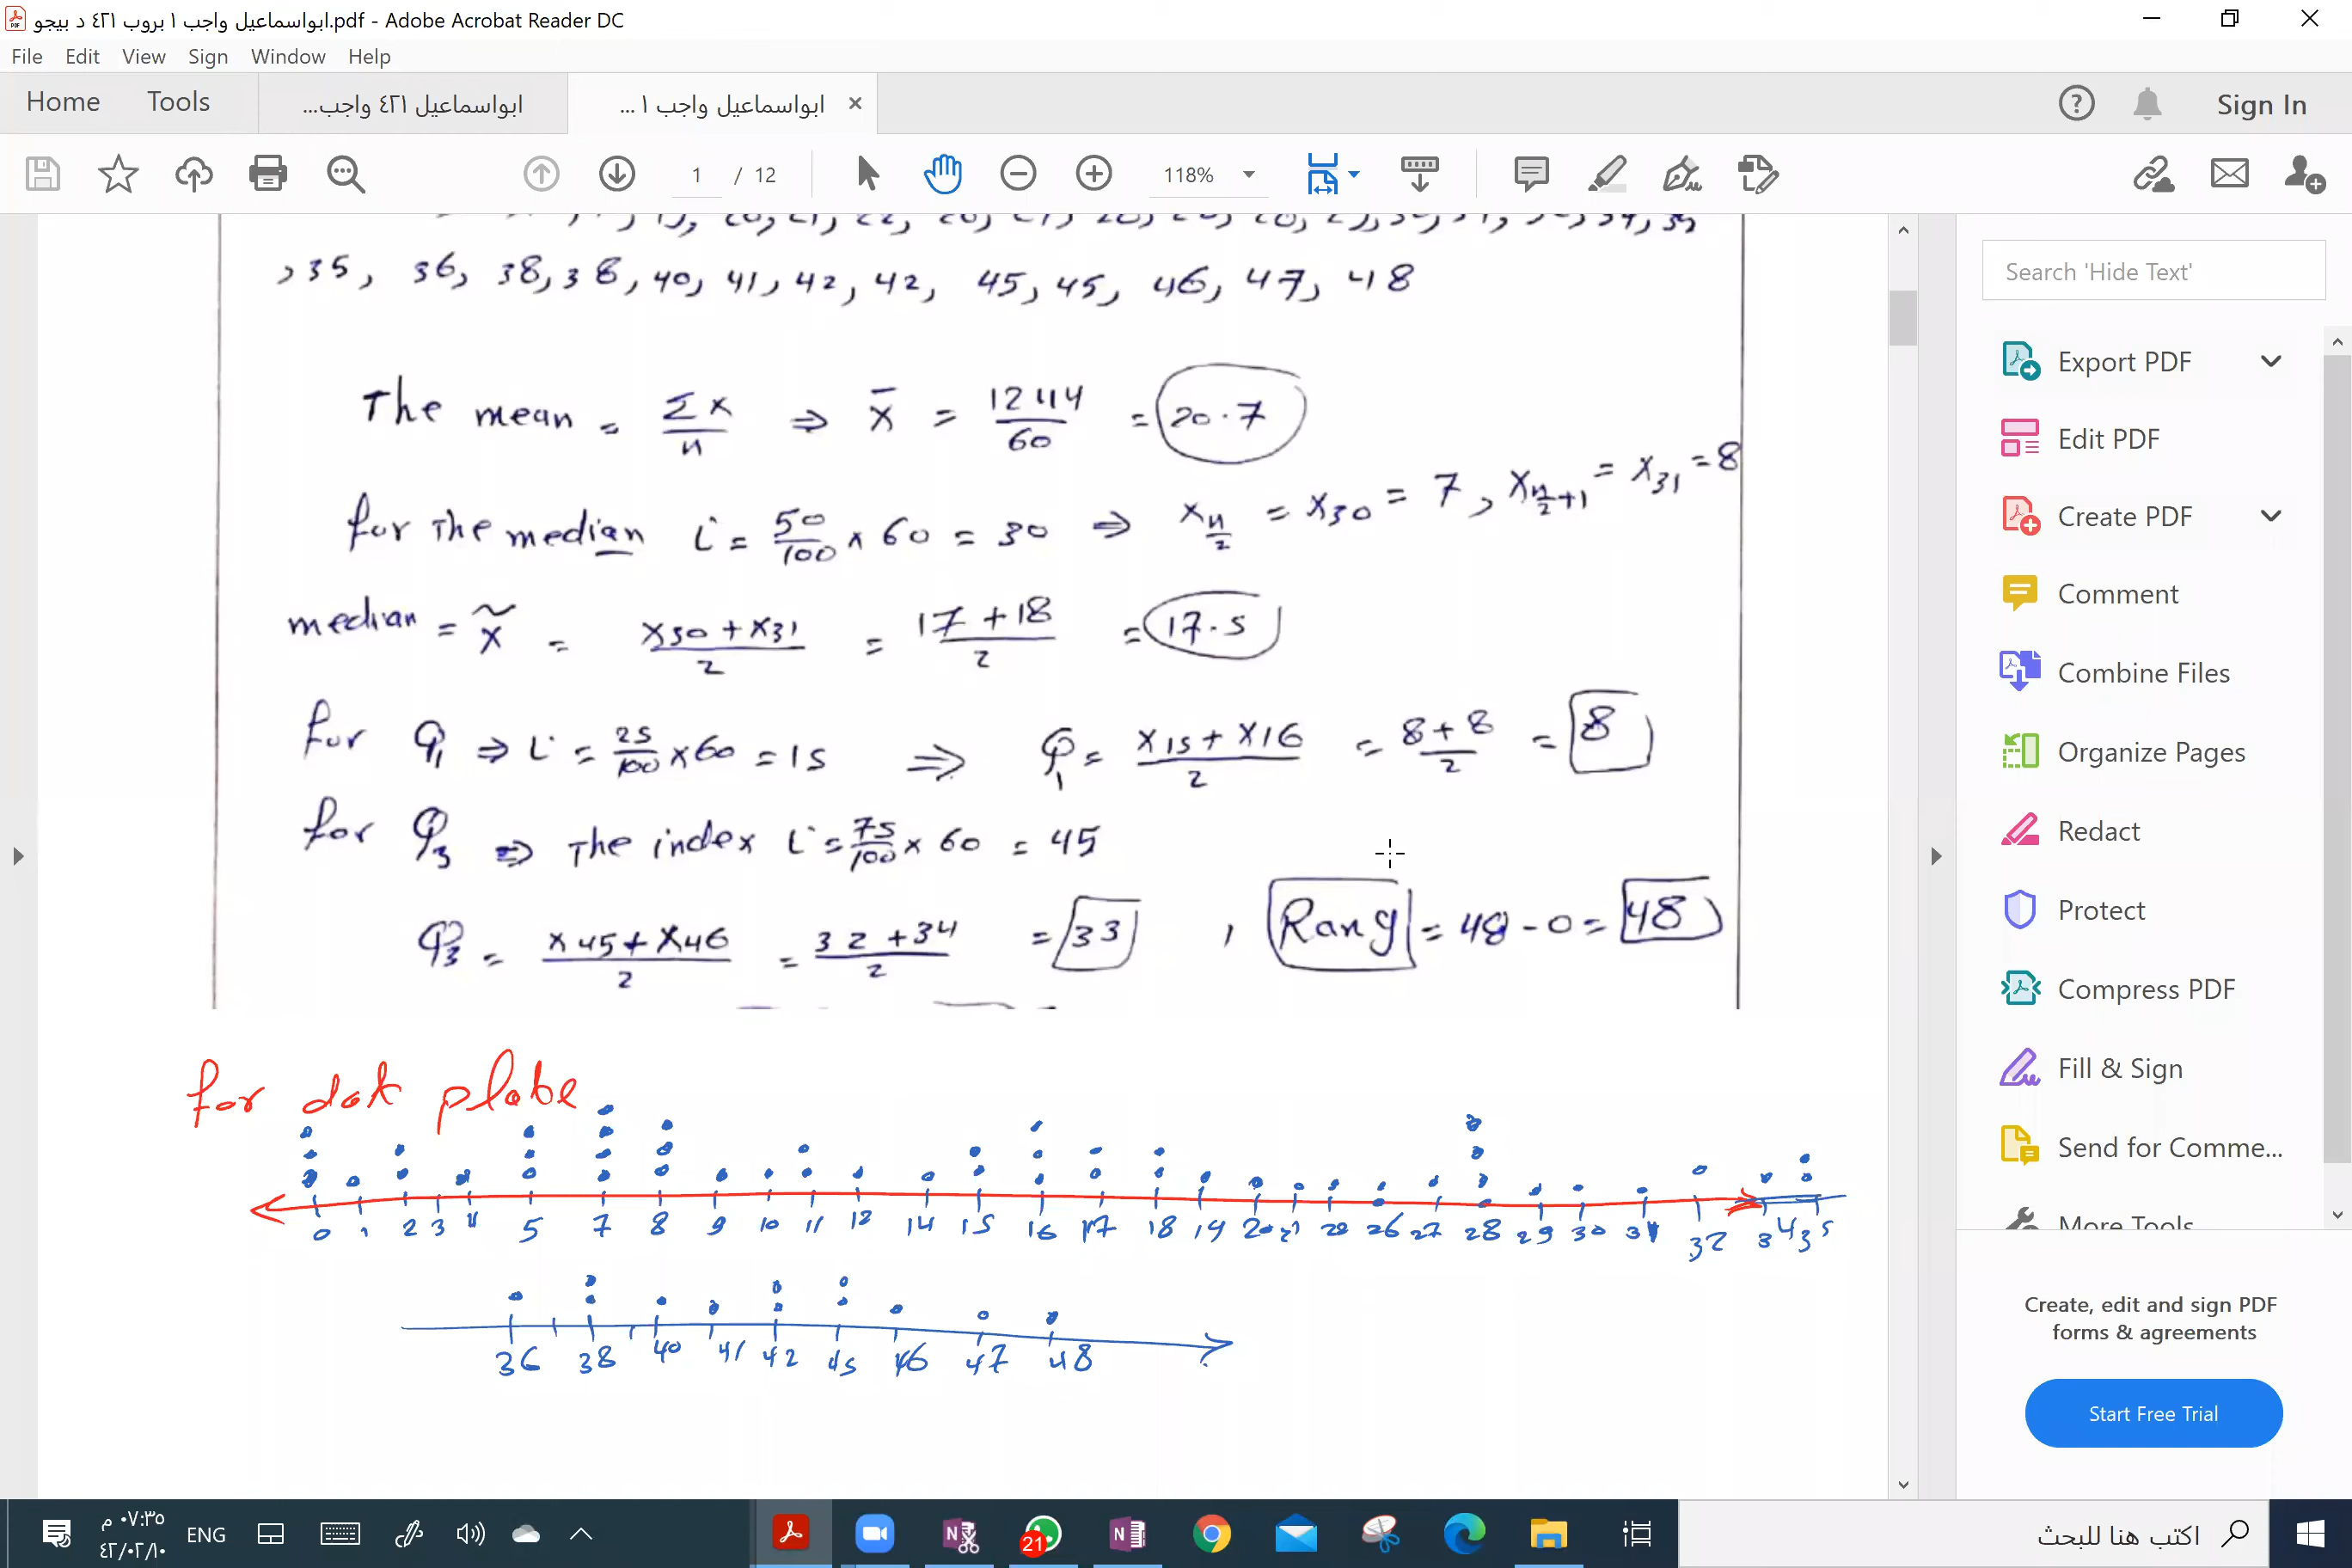 ابواسماعيل واجب ١ بروب ٤٢١ د بيجو.pdf - Adobe Acrobat Reader DC
File Edit View Sign Window Help
Home Tools ابواسماعيل ٤٢١ واجب... ابواسماعيل واجب ١ ... Sign In
1 / 12 118%
, 35, 36, 38, 38, 40, 41, 42, 42, 45, 45, 46, 47, 48
The mean = Σx/n ⇒ x̄ = 1244/60 = 20.7
for the median i = 50/100 × 60 = 30 ⇒ x n/2 = x30 = 7, x n/2+1 = x31 = 8
median = x̃ = x30 + x31 / 2 = 17 + 18 / 2 = 17.5
for Q1 ⇒ i = 25/100 × 60 = 15 ⇒ Q1 = x15 + x16 / 2 = 8 + 8 / 2 = 8
for Q3 ⇒ The index i = 75/100 × 60 = 45
Q3 = x45 + x46 / 2 = 32 + 34 / 2 = 33 , Rang = 48 - 0 = 48
for dot plote
0 1 2 3 4 5 7 8 9 10 11 12 14 15 16 17 18 19 20 21 22 26 27 28 29 30 31 32 34 35
36 38 40 41 42 45 46 47 48
Search 'Hide Text'
Export PDF
Edit PDF
Create PDF
Comment
Combine Files
Organize Pages
Redact
Protect
Compress PDF
Fill & Sign
Send for Comme...
More Tools
Create, edit and sign PDF
forms & agreements
Start Free Trial
٠٧:٣٥ م
٤٢/٠٢/١٠
ENG
21
اكتب هنا للبحث